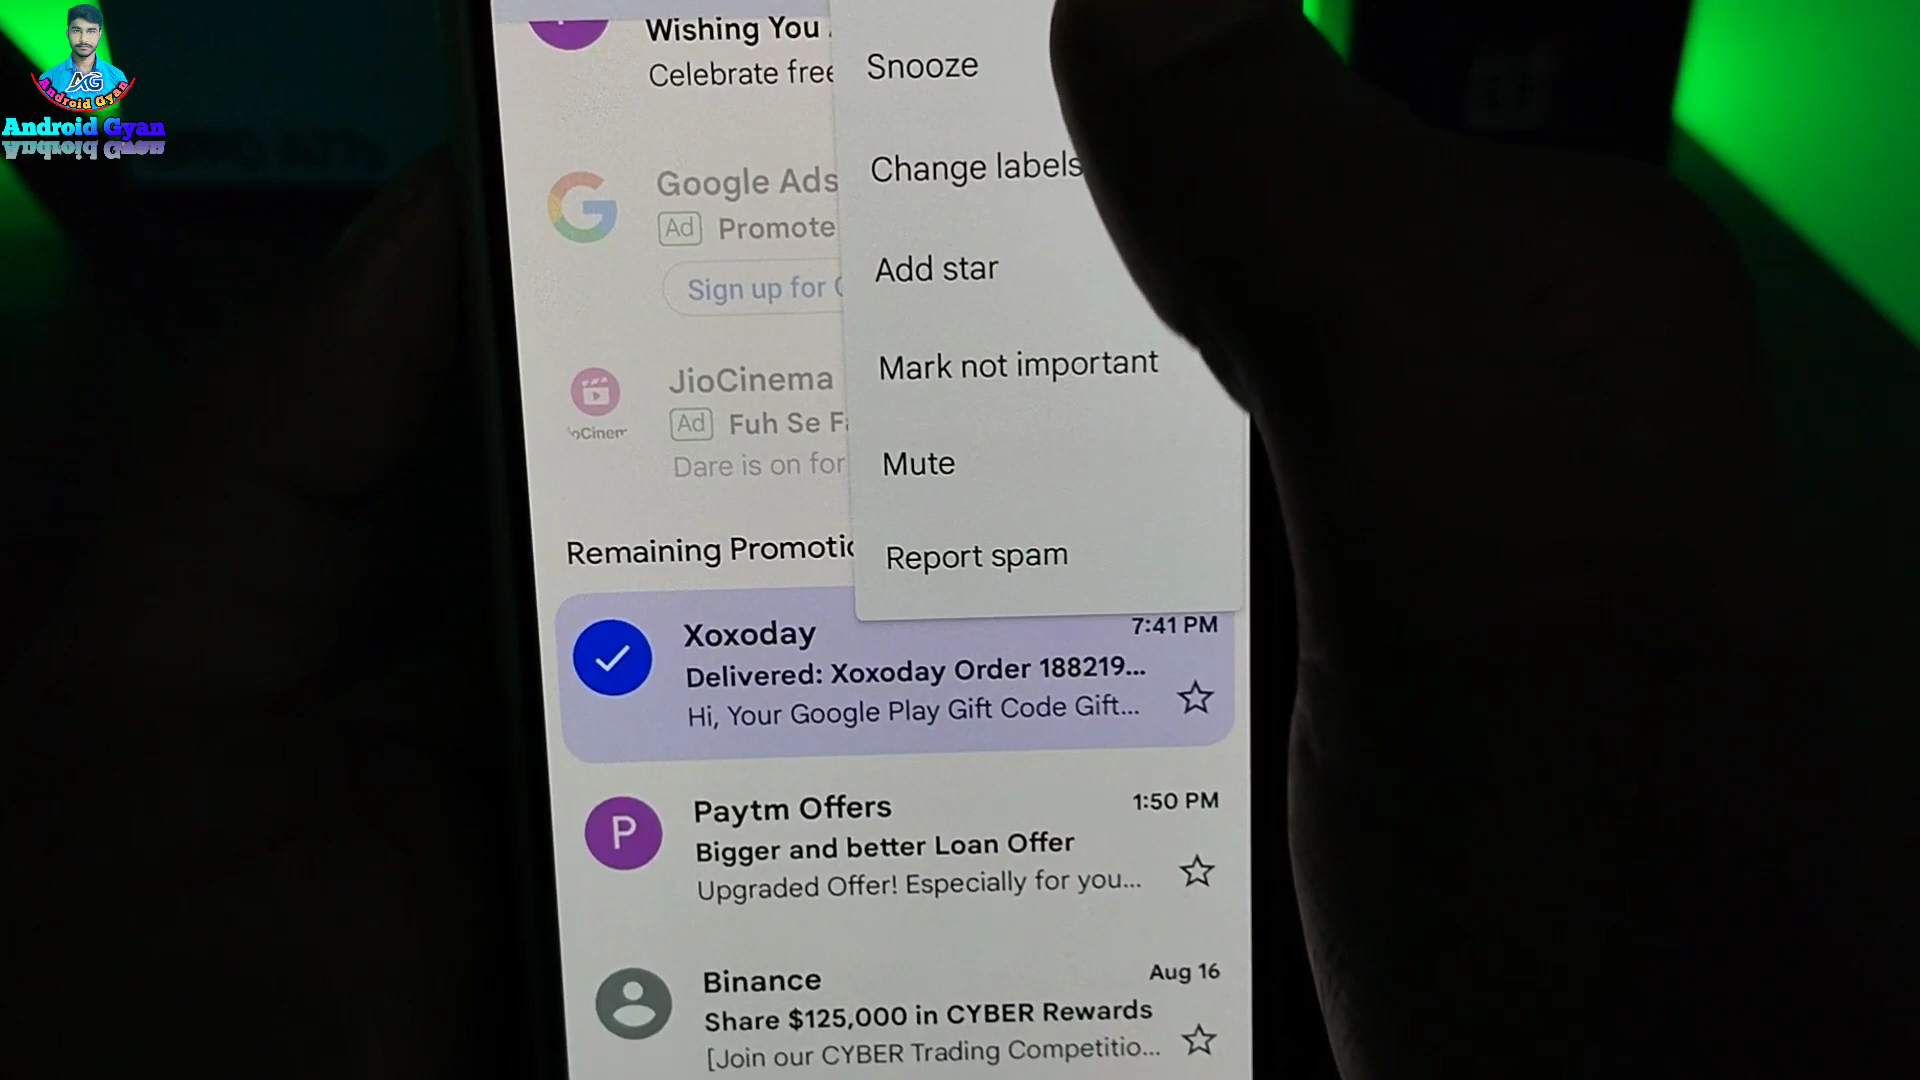 AG
Android Gyan
Android Gyan
Wishing You
Celebrate free
Google Ads
Ad Promote
Sign up for
JioCinema
Ad Fuh Se
Dare is on for
Remaining Promotio
Snooze
Change labels
Add star
Mark not important
Mute
Report spam
Xoxoday
7:41 PM
Delivered: Xoxoday Order 188219...
Hi, Your Google Play Gift Code Gift...
P
Paytm Offers
1:50 PM
Bigger and better Loan Offer
Upgraded Offer! Especially for you...
Binance
Aug 16
Share $125,000 in CYBER Rewards
[Join our CYBER Trading Competitio...